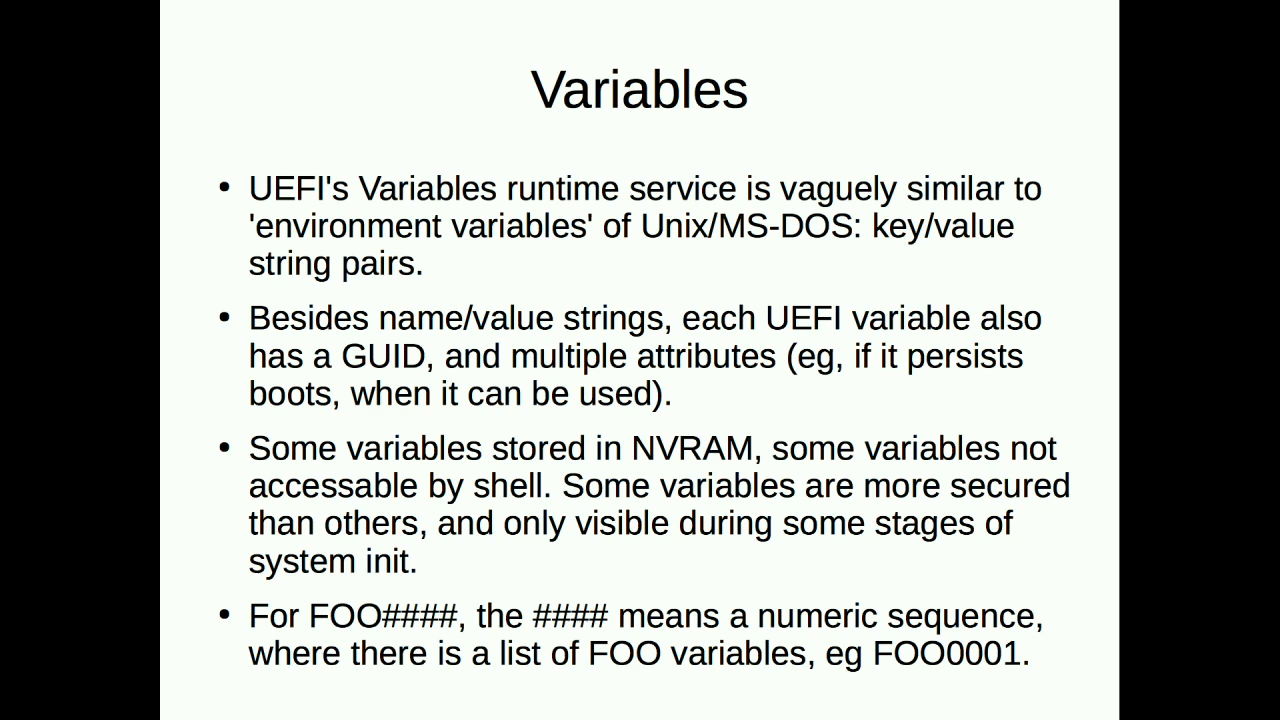 Variables
• UEFI's Variables runtime service is vaguely similar to
'environment variables' of Unix/MS-DOS: key/value
string pairs.
• Besides name/value strings, each UEFI variable also
has a GUID, and multiple attributes (eg, if it persists
boots, when it can be used).
• Some variables stored in NVRAM, some variables not
accessable by shell. Some variables are more secured
than others, and only visible during some stages of
system init.
• For FOO####, the #### means a numeric sequence,
where there is a list of FOO variables, eg FOO0001.